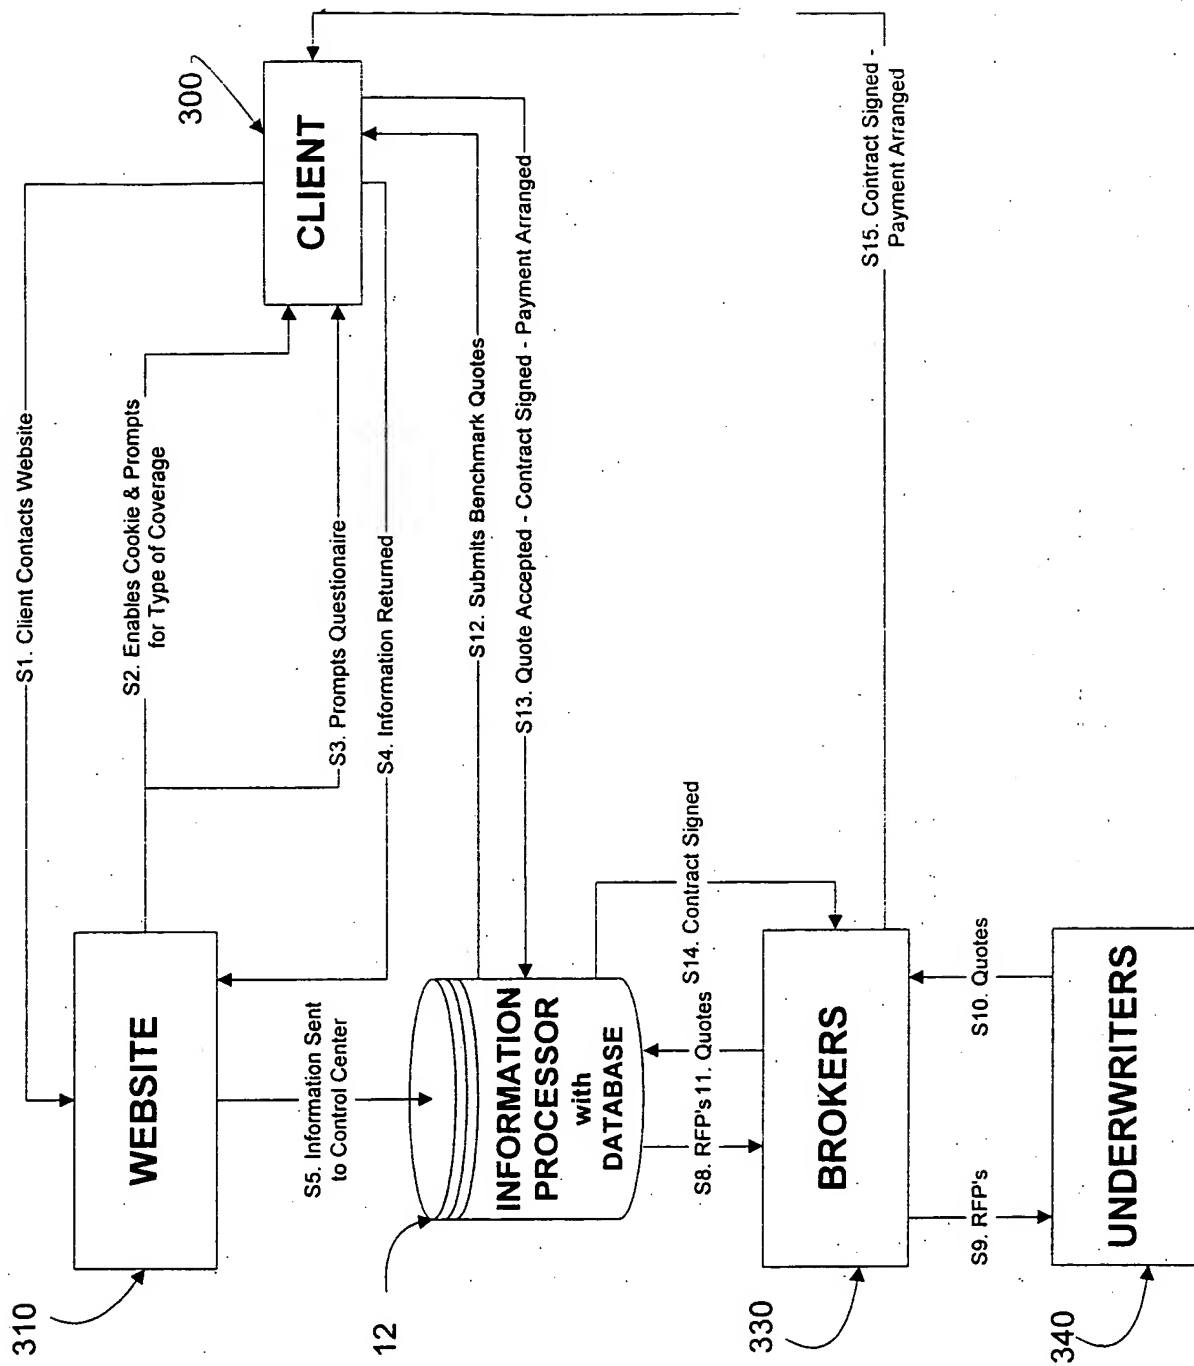 S1. Client Contacts Website
310
WEBSITE
S2. Enables Cookie & Prompts
for Type of Coverage
300
CLIENT
S3. Prompts Questionaire
S4. Information Returned
S5. Information Sent
to Control Center
12
INFORMATION
PROCESSOR
with
DATABASE
S12. Submits Benchmark Quotes
S13. Quote Accepted - Contract Signed - Payment Arranged
S8. RFP's
11. Quotes
S14. Contract Signed
330
BROKERS
S15. Contract Signed -
Payment Arranged
S9. RFP's
S10. Quotes
340
UNDERWRITERS